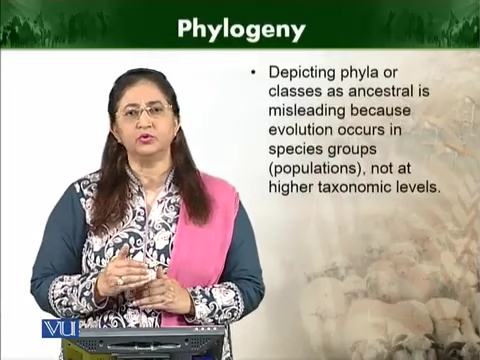 Phylogeny
• Depicting phyla or
classes as ancestral is
misleading because
evolution occurs in
species groups
(populations), not at
higher taxonomic levels.
VU